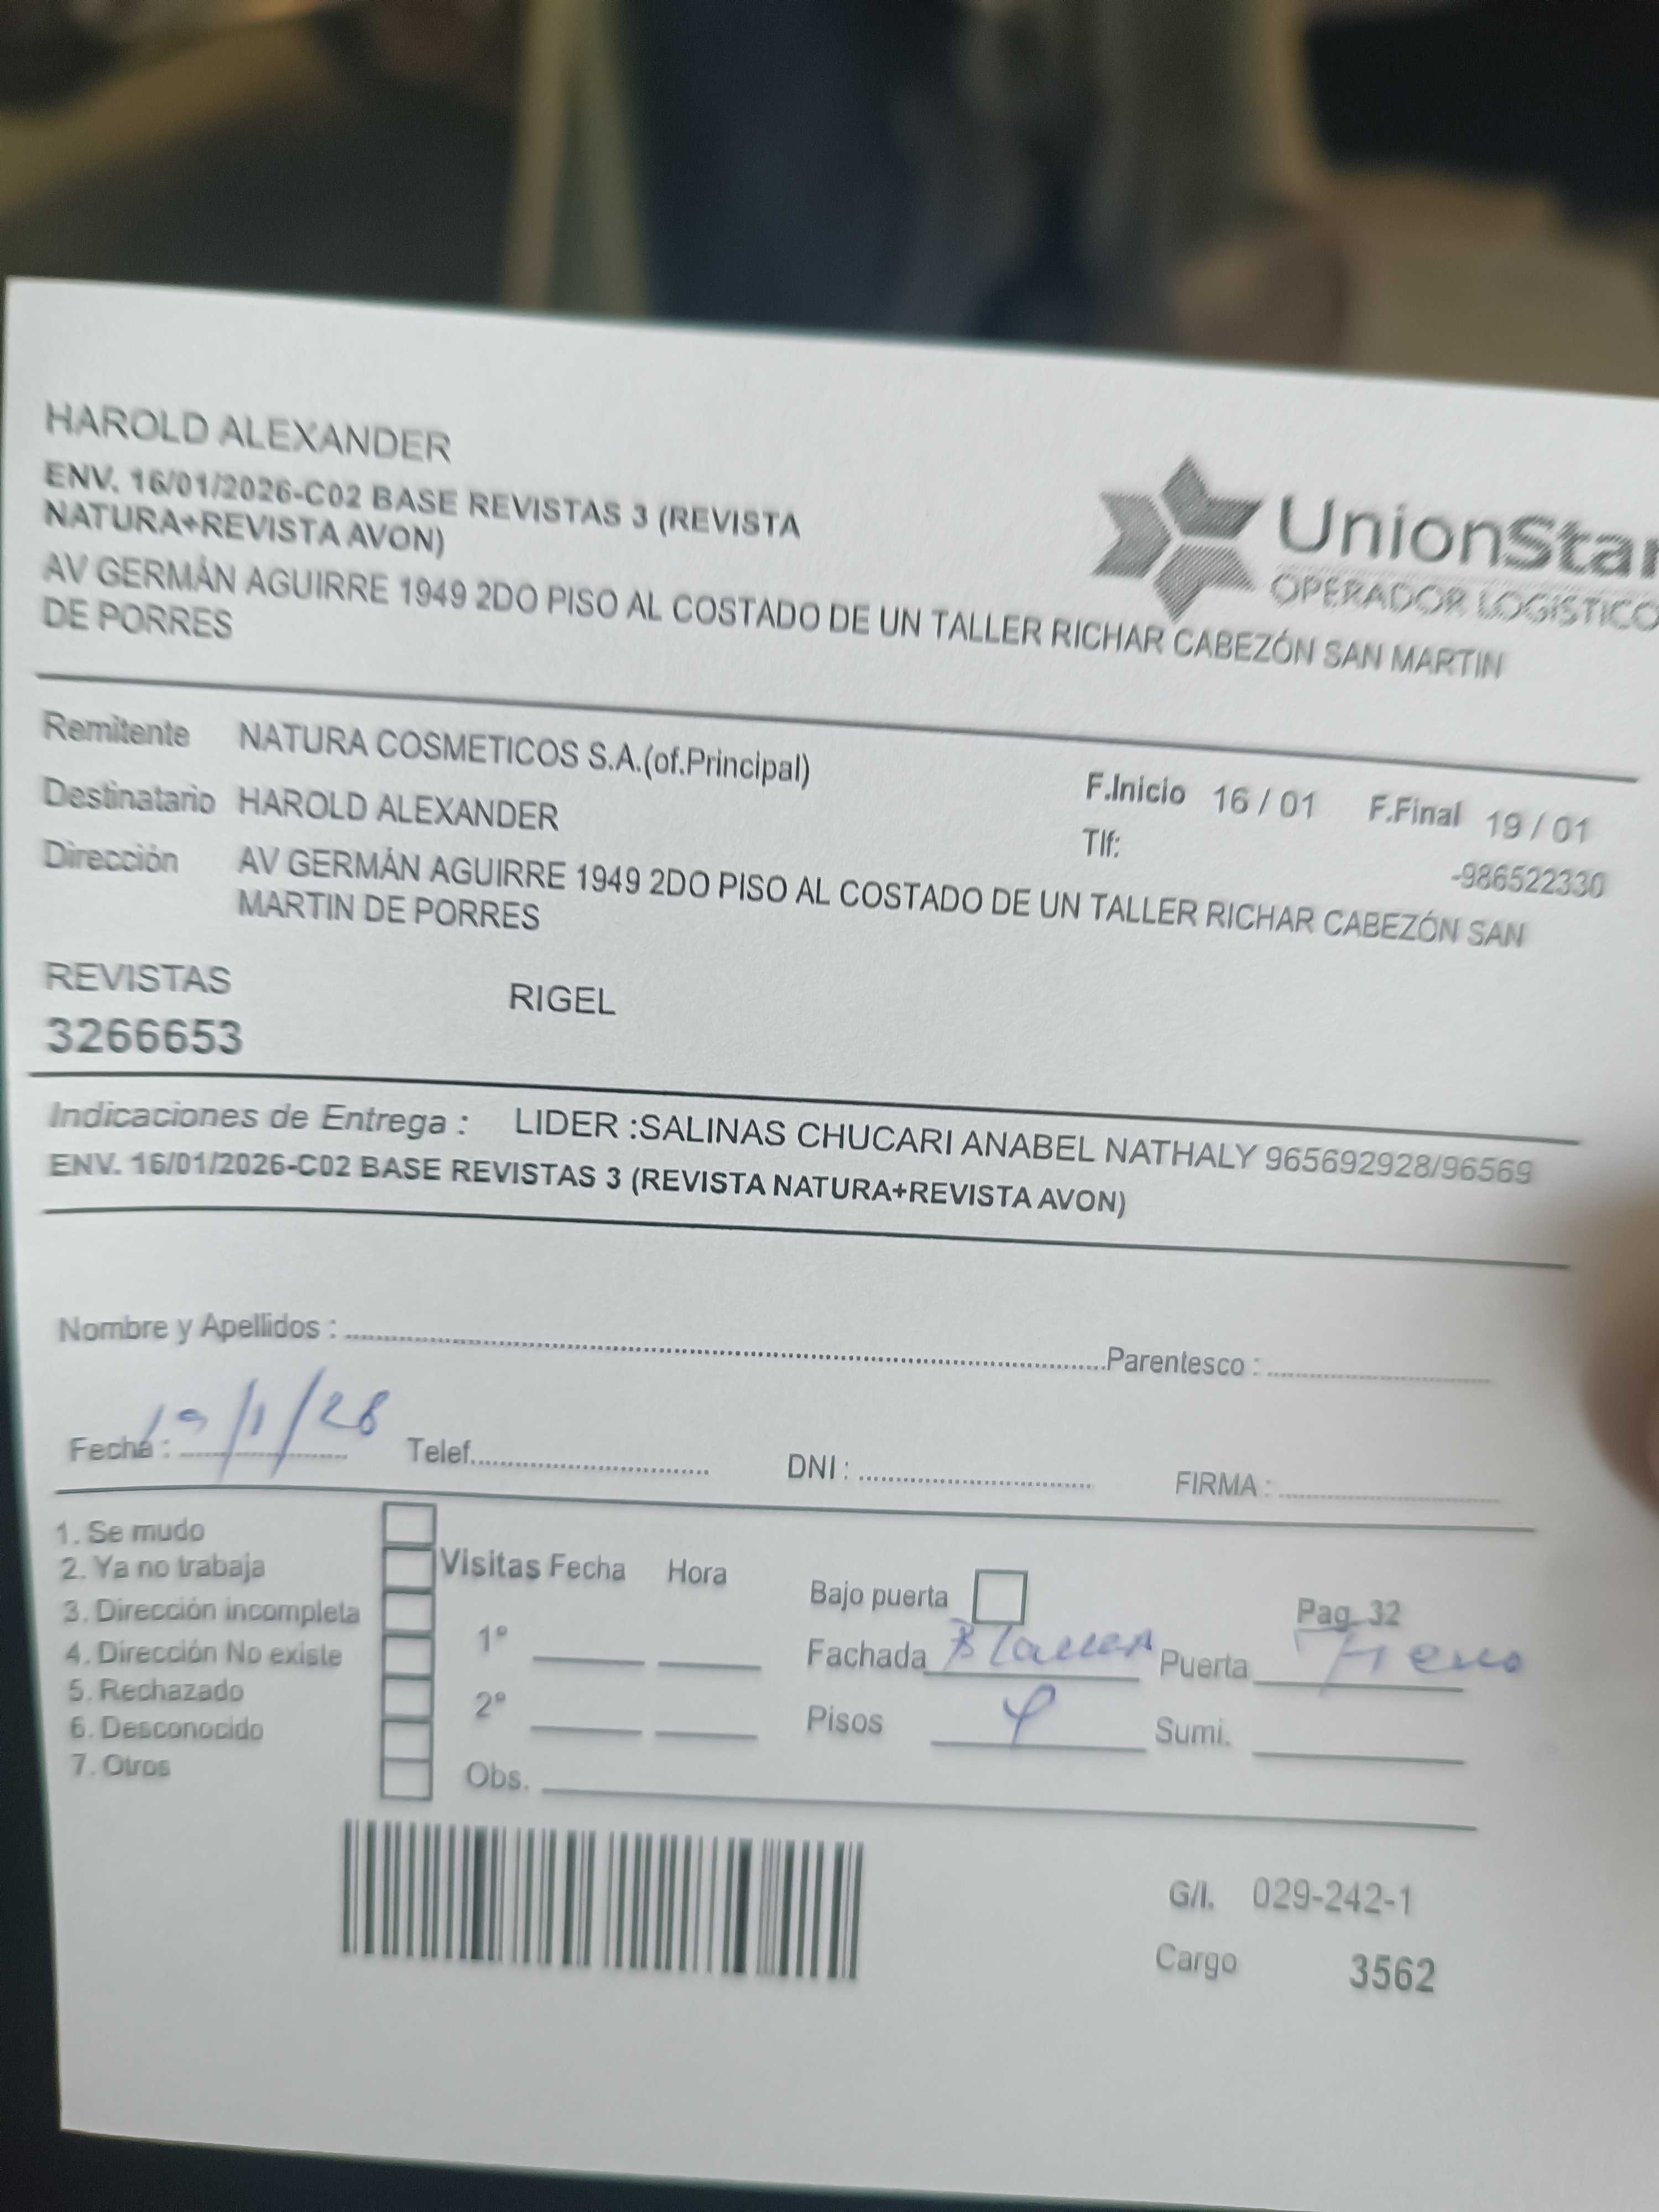 HAROLD ALEXANDER
ENV. 16/01/2026-C02 BASE REVISTAS 3 (REVISTA
NATURA+REVISTA AVON)
UnionStar
OPERADOR LOGÍSTICO
AV GERMÁN AGUIRRE 1949 2DO PISO AL COSTADO DE UN TALLER RICHAR CABEZÓN SAN MARTIN
DE PORRES
Remitente NATURA COSMETICOS S.A.(of.Principal)
F.Inicio 16 / 01 F.Final 19 / 01
Destinatario HAROLD ALEXANDER
Tlf: -986522330
Dirección AV GERMÁN AGUIRRE 1949 2DO PISO AL COSTADO DE UN TALLER RICHAR CABEZÓN SAN
MARTIN DE PORRES
REVISTAS RIGEL
3266653
Indicaciones de Entrega : LIDER :SALINAS CHUCARI ANABEL NATHALY 965692928/96569
ENV. 16/01/2026-C02 BASE REVISTAS 3 (REVISTA NATURA+REVISTA AVON)
Nombre y Apellidos : Parentesco :
Fecha : 19/1/26 Telef. DNI : FIRMA :
1. Se mudo
2. Ya no trabaja
3. Dirección incompleta
4. Dirección No existe
5. Rechazado
6. Desconocido
7. Otros
Visitas Fecha Hora
1º
2º
Obs.
Bajo puerta Pag. 32
Fachada Puerta
Pisos Sumi.
G/I. 029-242-1
Cargo 3562